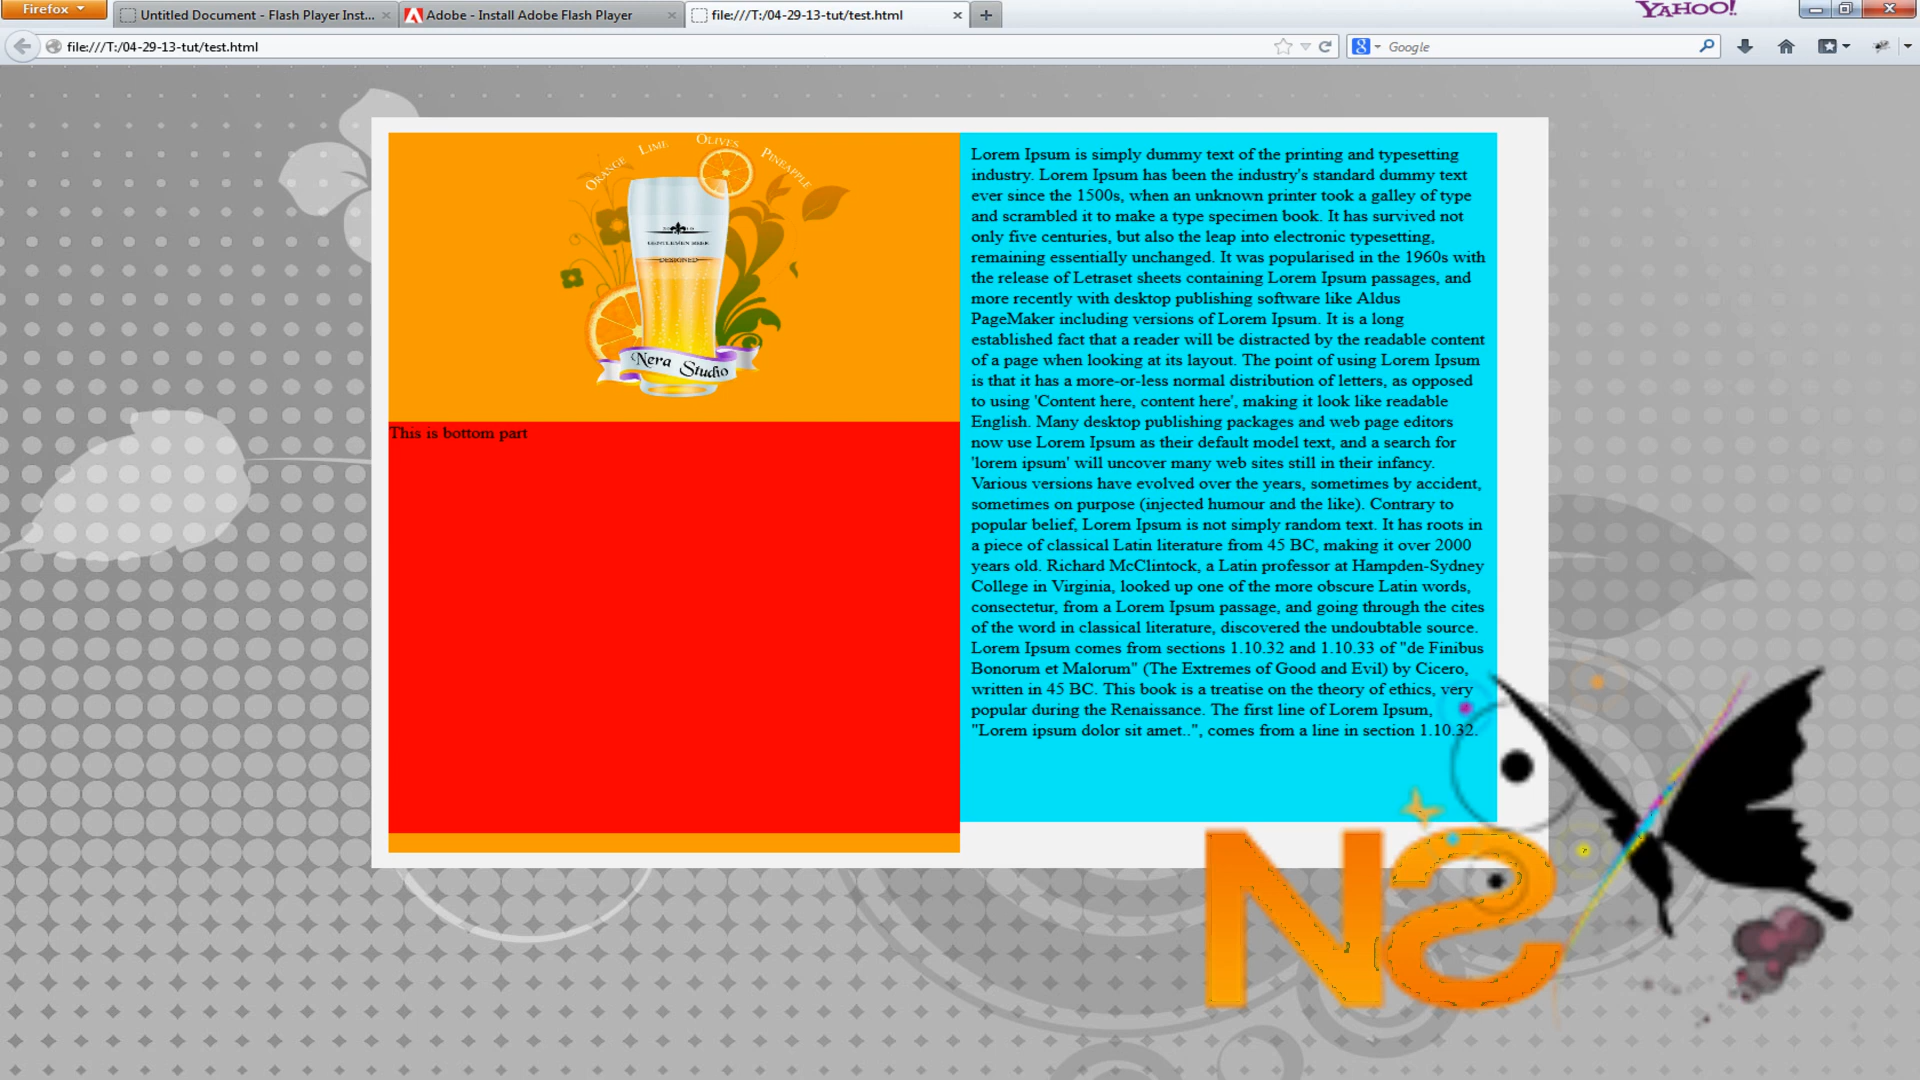 Firefox
Untitled Document - Flash Player Inst...
Adobe - Install Adobe Flash Player
file:///T:/04-29-13-tut/test.html
YAHOO!
file:///T:/04-29-13-tut/test.html
Google
Orange Lime Olives Pineapple
GENTLEMEN BEER
DESIGNED
Nera Studio
This is bottom part
Lorem Ipsum is simply dummy text of the printing and typesetting
industry. Lorem Ipsum has been the industry's standard dummy text
ever since the 1500s, when an unknown printer took a galley of type
and scrambled it to make a type specimen book. It has survived not
only five centuries, but also the leap into electronic typesetting,
remaining essentially unchanged. It was popularised in the 1960s with
the release of Letraset sheets containing Lorem Ipsum passages, and
more recently with desktop publishing software like Aldus
PageMaker including versions of Lorem Ipsum. It is a long
established fact that a reader will be distracted by the readable content
of a page when looking at its layout. The point of using Lorem Ipsum
is that it has a more-or-less normal distribution of letters, as opposed
to using 'Content here, content here', making it look like readable
English. Many desktop publishing packages and web page editors
now use Lorem Ipsum as their default model text, and a search for
'lorem ipsum' will uncover many web sites still in their infancy.
Various versions have evolved over the years, sometimes by accident,
sometimes on purpose (injected humour and the like). Contrary to
popular belief, Lorem Ipsum is not simply random text. It has roots in
a piece of classical Latin literature from 45 BC, making it over 2000
years old. Richard McClintock, a Latin professor at Hampden-Sydney
College in Virginia, looked up one of the more obscure Latin words,
consectetur, from a Lorem Ipsum passage, and going through the cites
of the word in classical literature, discovered the undoubtable source.
Lorem Ipsum comes from sections 1.10.32 and 1.10.33 of "de Finibus
Bonorum et Malorum" (The Extremes of Good and Evil) by Cicero,
written in 45 BC. This book is a treatise on the theory of ethics, very
popular during the Renaissance. The first line of Lorem Ipsum,
"Lorem ipsum dolor sit amet..", comes from a line in section 1.10.32.
NS